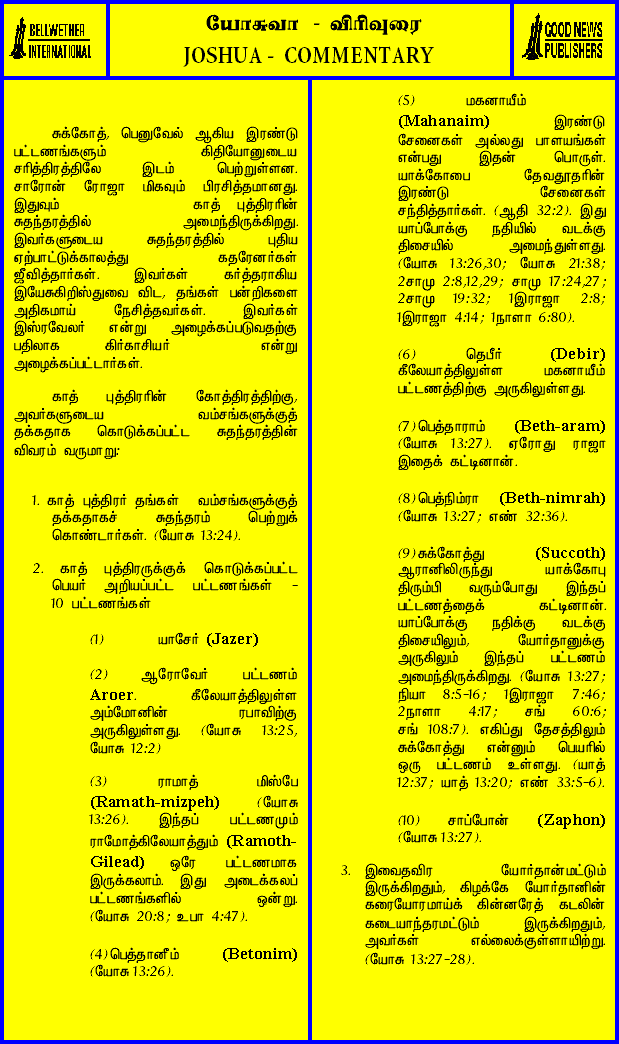 BELLWETHER
INTERNATIONAL
யோசுவா - விரிவுரை
JOSHUA - COMMENTARY
GOOD NEWS
PUBLISHERS
சுக்கோத், பெனுவேல் ஆகிய இரண்டு
பட்டணங்களும் கிதியோனுடைய
சரித்திரத்திலே இடம் பெற்றுள்ளன.
சாரோன் ரோஜா மிகவும் பிரசித்தமானது.
இதுவும் காத் புத்திரரின்
சுதந்தரத்தில் அமைந்திருக்கிறது.
இவர்களுடைய சுதந்தரத்தில் புதிய
ஏற்பாட்டுக்காலத்து கதரேனர்கள்
ஜீவித்தார்கள். இவர்கள் கர்த்தராகிய
இயேசுகிறிஸ்துவை விட, தங்கள் பன்றிகளை
அதிகமாய் நேசித்தவர்கள். இவர்கள்
இஸ்ரவேலர் என்று அழைக்கப்படுவதற்கு
பதிலாக கிர்காசியர் என்று
அழைக்கப்பட்டார்கள்.
காத் புத்திரரின் கோத்திரத்திற்கு,
அவர்களுடைய வம்சங்களுக்குத்
தக்கதாக கொடுக்கப்பட்ட சுதந்தரத்தின்
விவரம் வருமாறு:
1. காத் புத்திரர் தங்கள் வம்சங்களுக்குத்
தக்கதாகச் சுதந்தரம் பெற்றுக்
கொண்டார்கள். (யோசு 13:24).
2. காத் புத்திரருக்குக் கொடுக்கப்பட்ட
பெயர் அறியப்பட்ட பட்டணங்கள் -
10 பட்டணங்கள்
(1) யாசேர் (Jazer)
(2) ஆரோவேர் பட்டணம்
Aroer. கீலேயாத்திலுள்ள
அம்மோனின் ரபாவிற்கு
அருகிலுள்ளது. (யோசு 13:25,
யோசு 12:2)
(3) ராமாத் மிஸ்பே
(Ramath-mizpeh) (யோசு
13:26). இந்தப் பட்டணமும்
ராமோத்கிலேயாத்தும் (Ramoth-
Gilead) ஒரே பட்டணமாக
இருக்கலாம். இது அடைக்கலப்
பட்டணங்களில் ஒன்று.
(யோசு 20:8; உபா 4:47).
(4) பெத்தானீம் (Betonim)
(யோசு 13:26).
(5) மகனாயீம்
(Mahanaim) இரண்டு
சேனைகள் அல்லது பாளயங்கள்
என்பது இதன் பொருள்.
யாக்கோபை தேவதூதரின்
இரண்டு சேனைகள்
சந்தித்தார்கள். (ஆதி 32:2). இது
யாப்போக்கு நதியில் வடக்கு
திசையில் அமைந்துள்ளது.
(யோசு 13:26,30; யோசு 21:38;
2சாமு 2:8,12,29; சாமு 17:24,27;
2சாமு 19:32; 1இராஜா 2:8;
1இராஜா 4:14; 1நாளா 6:80).
(6) தெபீர் (Debir)
கீலேயாத்திலுள்ள மகனாயீம்
பட்டணத்திற்கு அருகிலுள்ளது.
(7) பெத்தாராம் (Beth-aram)
(யோசு 13:27). ஏரோது ராஜா
இதைக் கட்டினான்.
(8) பெத்நிம்ரா (Beth-nimrah)
(யோசு 13:27; எண் 32:36).
(9) சுக்கோத்து (Succoth)
ஆரானிலிருந்து யாக்கோபு
திரும்பி வரும்போது இந்தப்
பட்டணத்தைக் கட்டினான்.
யாப்போக்கு நதிக்கு வடக்கு
திசையிலும், யோர்தானுக்கு
அருகிலும் இந்தப் பட்டணம்
அமைந்திருக்கிறது. (யோசு 13:27;
நியா 8:5-16; 1இராஜா 7:46;
2நாளா 4:17; சங் 60:6;
சங் 108:7). எகிப்து தேசத்திலும்
சுக்கோத்து என்னும் பெயரில்
ஒரு பட்டணம் உள்ளது. (யாத்
12:37; யாத் 13:20; எண் 33:5-6).
(10) சாப்போன் (Zaphon)
(யோசு 13:27).
3. இவைதவிர யோர்தான்மட்டும்
இருக்கிறதும், கிழக்கே யோர்தானின்
கரையோரமாய்க் கின்னரேத் கடலின்
கடையாந்தரமட்டும் இருக்கிறதும்,
அவர்கள் எல்லைக்குள்ளாயிற்று.
(யோசு 13:27-28).